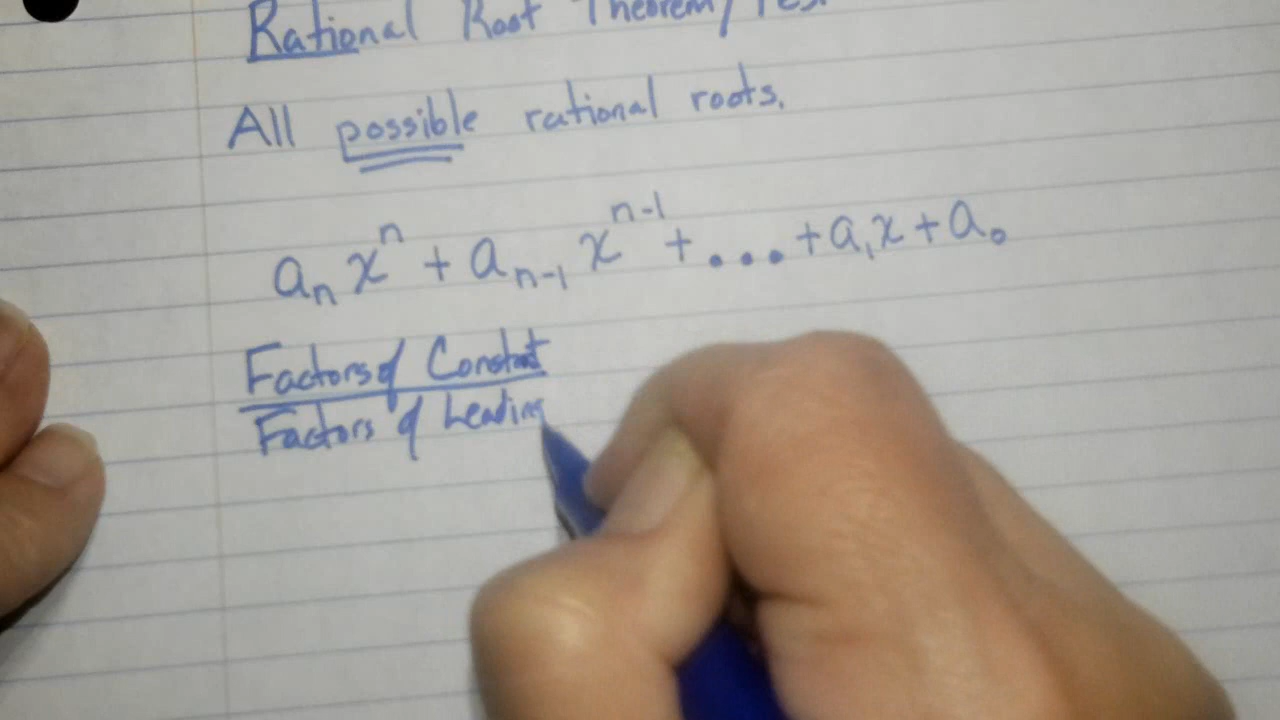 Rational Root Theorem/Test
All possible rational roots.
aₙxⁿ + aₙ₋₁xⁿ⁻¹ + ... + a₁x + a₀
Factors of Constant
Factors of Leading